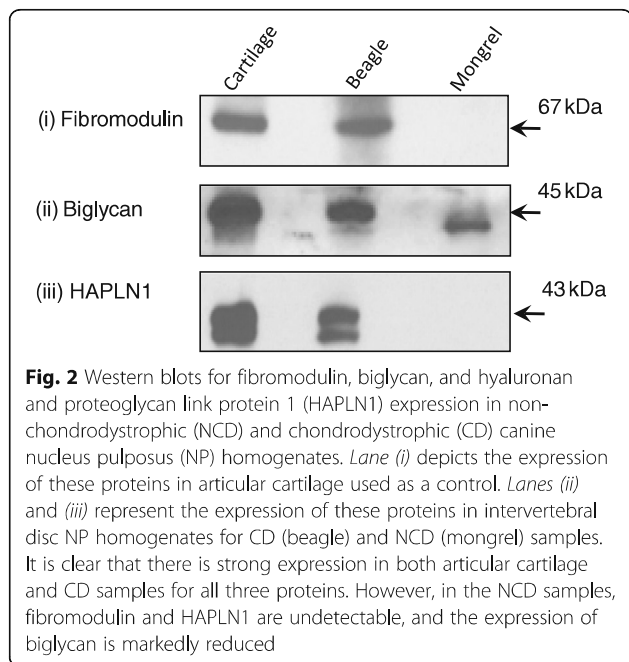 Cartilage
Beagle
Mongrel
(i) Fibromodulin
67 kDa
(ii) Biglycan
45 kDa
(iii) HAPLN1
43 kDa
Fig. 2 Western blots for fibromodulin, biglycan, and hyaluronan
and proteoglycan link protein 1 (HAPLN1) expression in non-
chondrodystrophic (NCD) and chondrodystrophic (CD) canine
nucleus pulposus (NP) homogenates. Lane (i) depicts the expression
of these proteins in articular cartilage used as a control. Lanes (ii)
and (iii) represent the expression of these proteins in intervertebral
disc NP homogenates for CD (beagle) and NCD (mongrel) samples.
It is clear that there is strong expression in both articular cartilage
and CD samples for all three proteins. However, in the NCD samples,
fibromodulin and HAPLN1 are undetectable, and the expression of
biglycan is markedly reduced